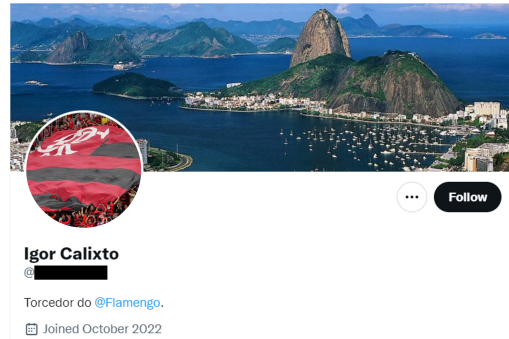 Follow
Igor Calixto
@
Torcedor do @Flamengo.
Joined October 2022